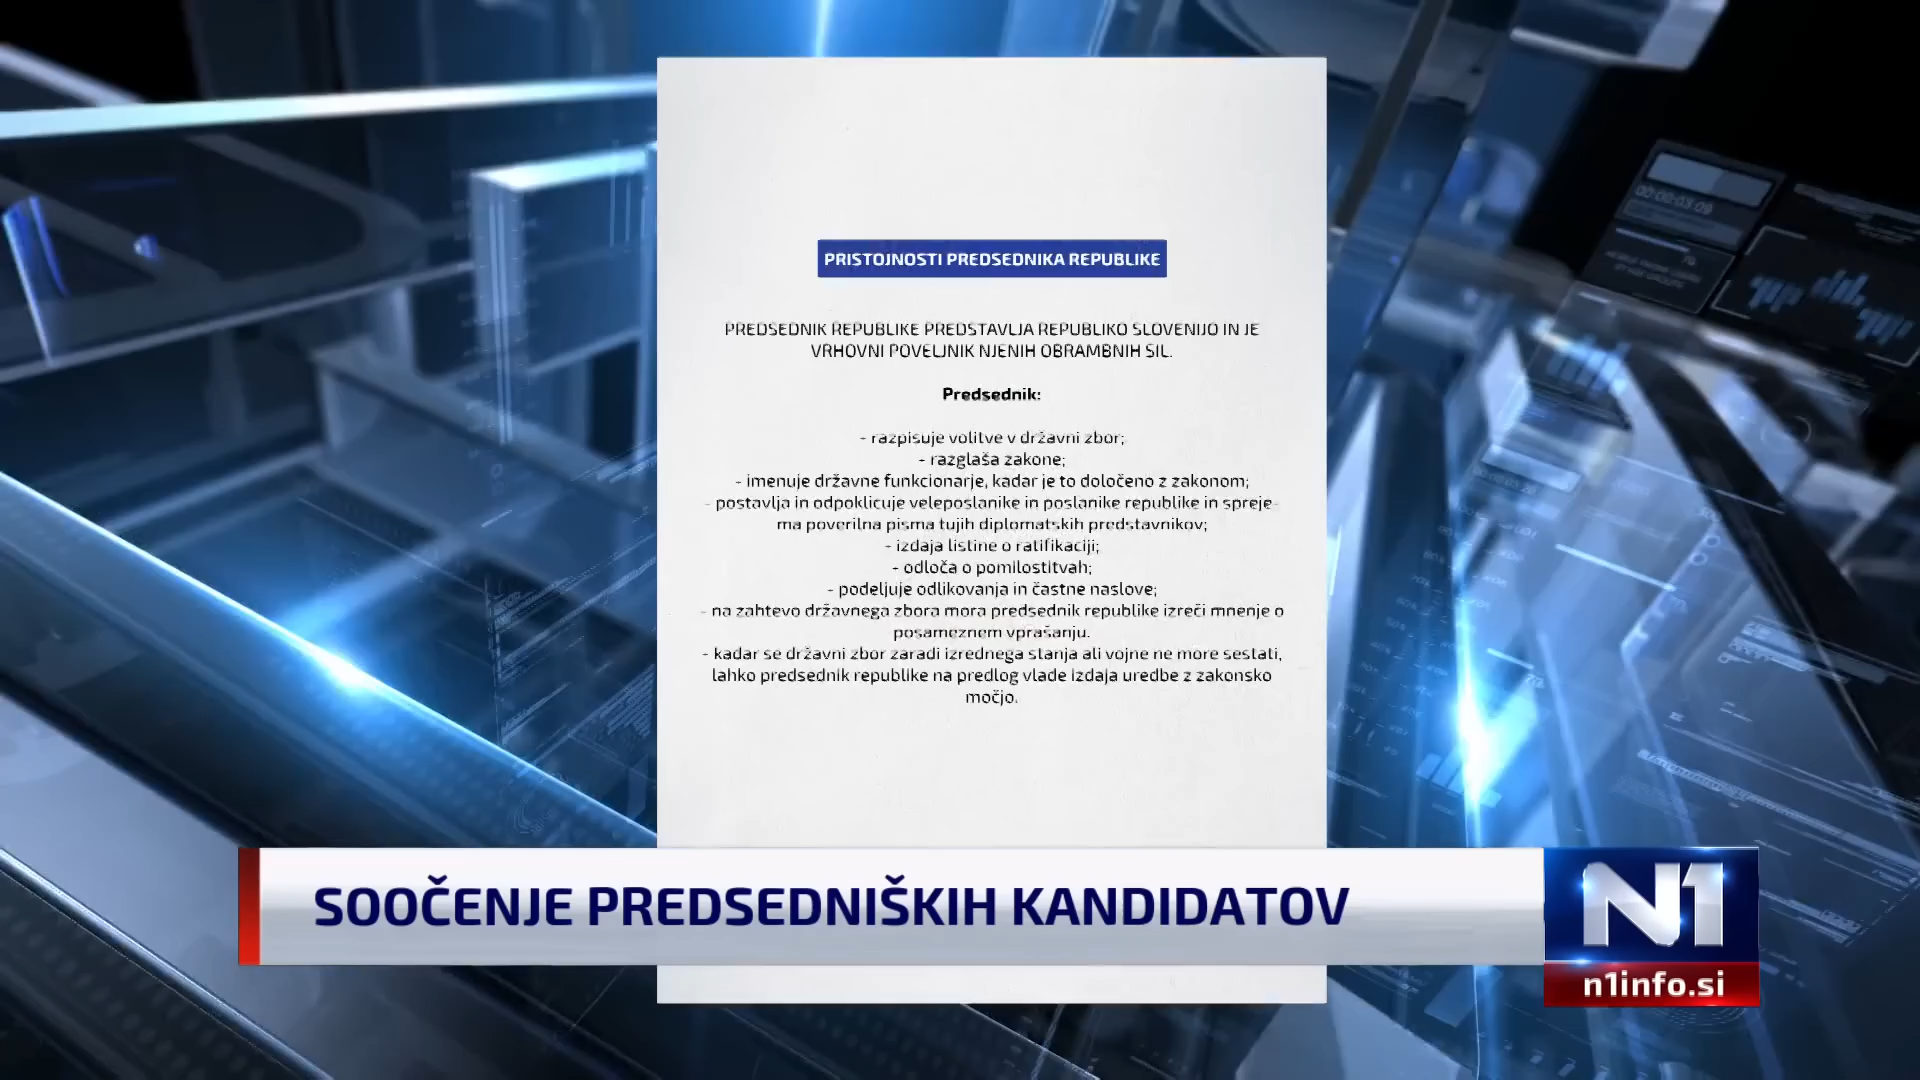 PRISTOJNOSTI PREDSEDNIKA REPUBLIKE
PREDSEDNIK REPUBLIKE PREDSTAVLJA REPUBLIKO SLOVENIJO IN JE
VRHOVNI POVELJNIK NJENIH OBRAMBNIH SIL.
Predsednik:
- razpisuje volitve v državni zbor;
- razglaša zakone;
- imenuje državne funkcionarje, kadar je to določeno z zakonom;
- postavlja in odpoklicuje veleposlanike in poslanike republike in spreje-
ma poverilna pisma tujih diplomatskih predstavnikov;
- izdaja listine o ratifikaciji;
- odloča o pomilostitvah;
- podeljuje odlikovanja in častne naslove;
- na zahtevo državnega zbora mora predsednik republike izreči mnenje o
posameznem vprašanju.
- kadar se državni zbor zaradi izrednega stanja ali vojne ne more sestati,
lahko predsednik republike na predlog vlade izdaja uredbe z zakonsko
močjo.
SOOČENJE PREDSEDNIŠKIH KANDIDATOV
N1
n1info.si
00:00:03:09